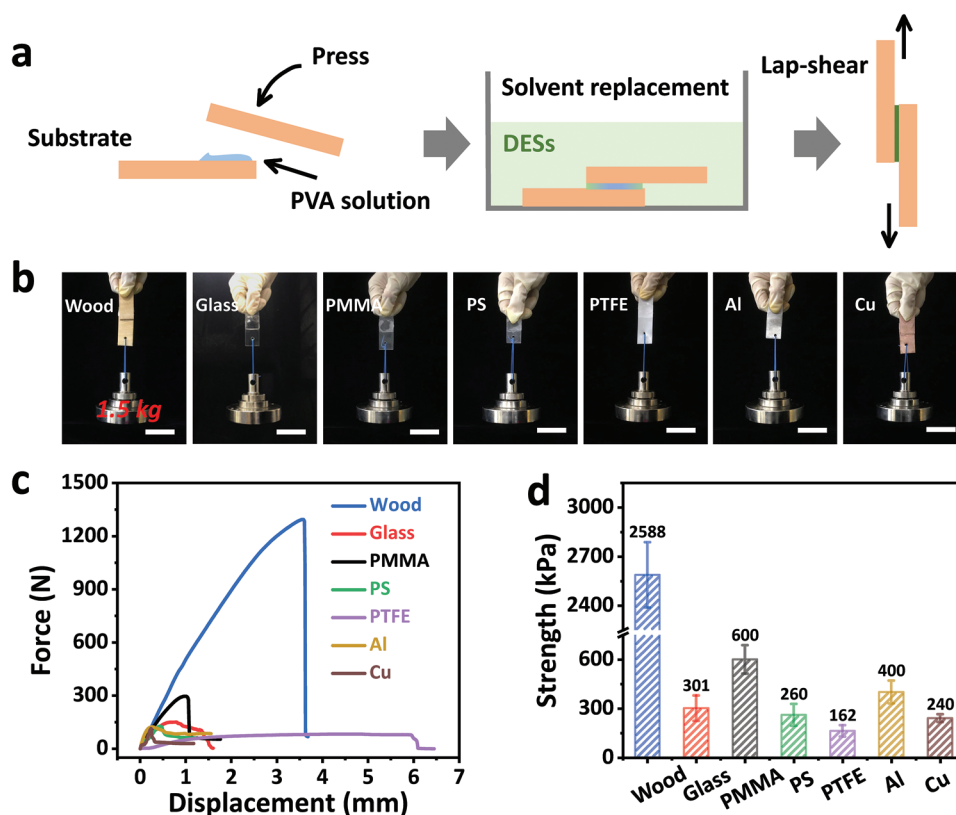 a
Press
Substrate
PVA solution
Solvent replacement
DESs
Lap-shear
b
Wood
1.5 kg
Glass
PMMA
PS
PTFE
Al
Cu
c
Force (N)
1500
1200
900
600
300
0
0 1 2 3 4 5 6 7
Displacement (mm)
Wood
Glass
PMMA
PS
PTFE
Al
Cu
d
Strength (kPa)
3000
2700
2400
600
300
0
2588
301
600
260
162
400
240
Wood
Glass
PMMA
PS
PTFE
Al
Cu